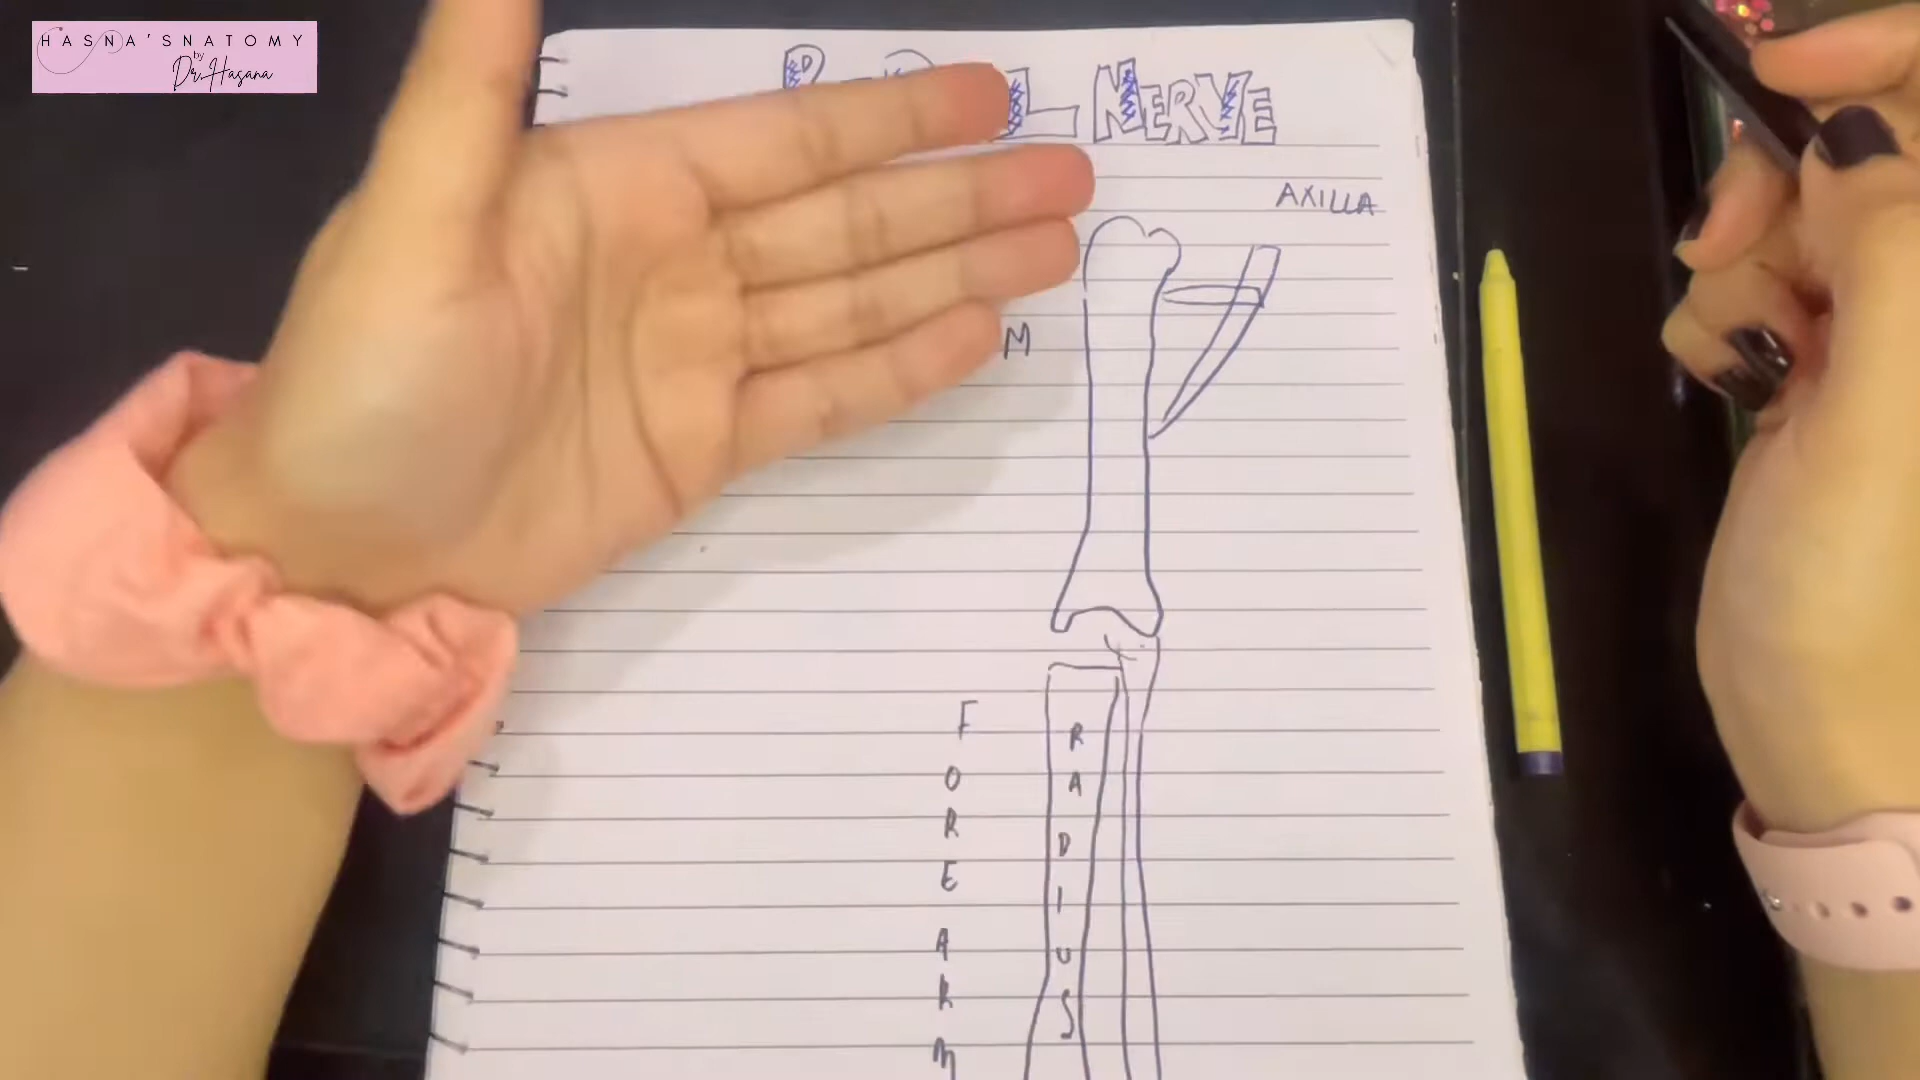 HASNA'SNATOMY
by
Dr.Hasana
NERVE
AXILLA
M
F
O
R
E
A
R
M
R
A
D
I
U
S